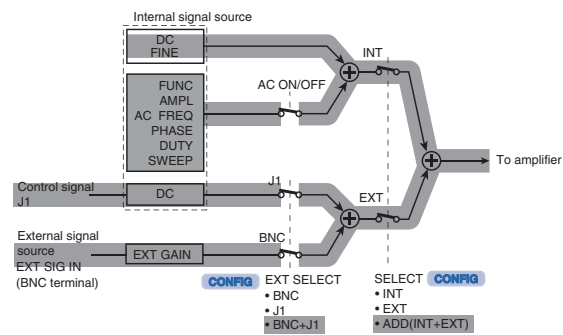 Internal signal source
DC
FINE
INT
FUNC
AMPL
AC FREQ
PHASE
DUTY
SWEEP
AC ON/OFF
To amplifier
Control signal
J1
DC
J1
EXT
External signal
source
EXT SIG IN
(BNC terminal)
EXT GAIN
BNC
CONFIG EXT SELECT
• BNC
• J1
• BNC+J1
SELECT CONFIG
• INT
• EXT
• ADD(INT+EXT)